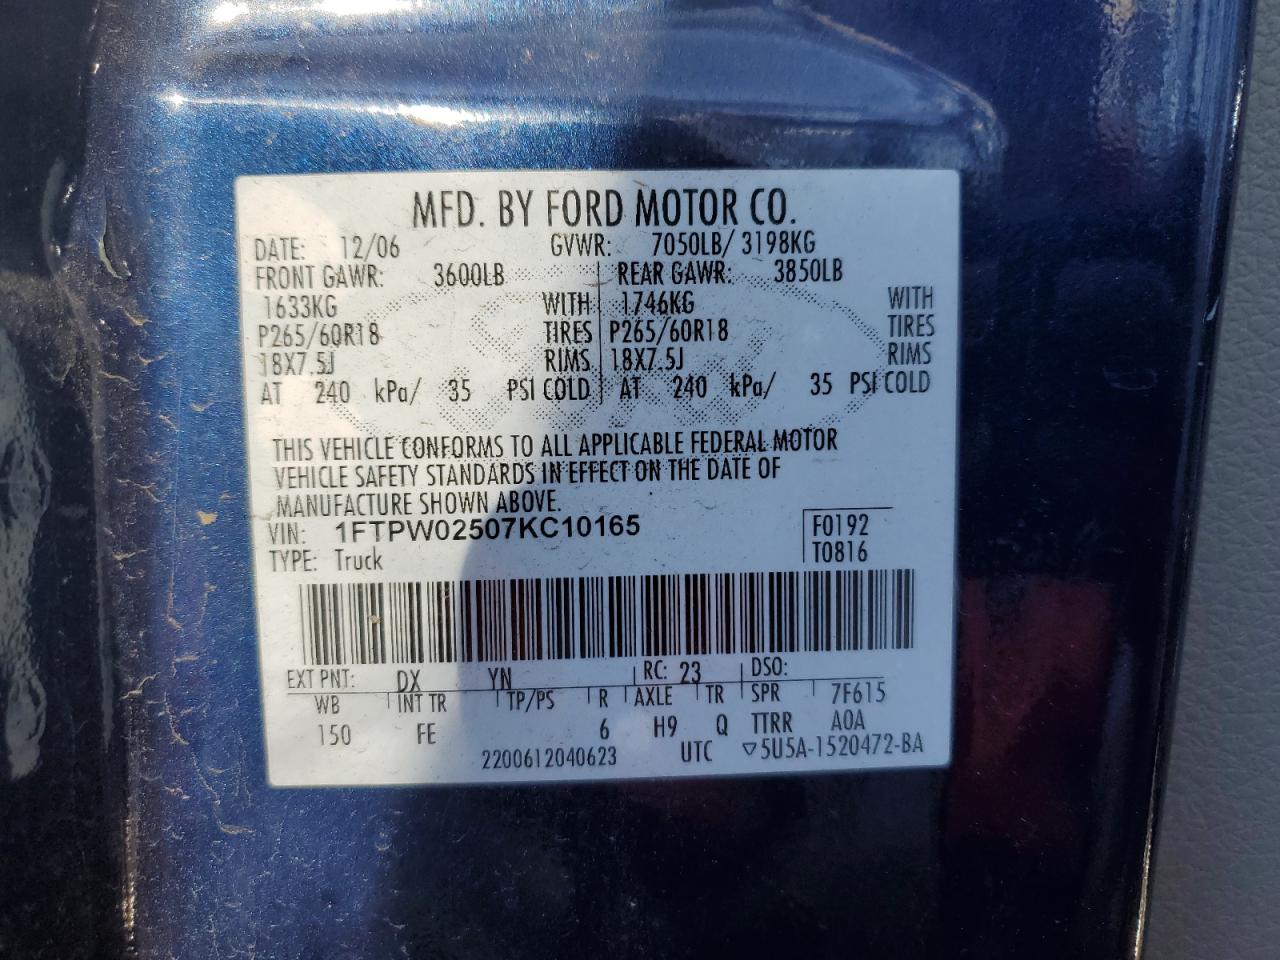 MFD. BY FORD MOTOR CO.
DATE: 12/06 GVWR: 7050LB/ 3198KG
FRONT GAWR: 3600LB REAR GAWR: 3850LB
1633KG WITH 1746KG WITH
P265/60R18 TIRES P265/60R18 TIRES
18X7.5J RIMS 18X7.5J RIMS
AT 240 kPa/ 35 PSI COLD AT 240 kPa/ 35 PSI COLD
THIS VEHICLE CONFORMS TO ALL APPLICABLE FEDERAL MOTOR
VEHICLE SAFETY STANDARDS IN EFFECT ON THE DATE OF
MANUFACTURE SHOWN ABOVE.
VIN: 1FTPW02507KC10165 F0192
TYPE: Truck T0816
EXT PNT: DX YN RC: 23 DSO:
WB INT TR TP/PS R AXLE TR SPR 7F615
150 FE 6 H9 Q TTRR A0A
2200612040623 UTC ▽5U5A-1520472-BA